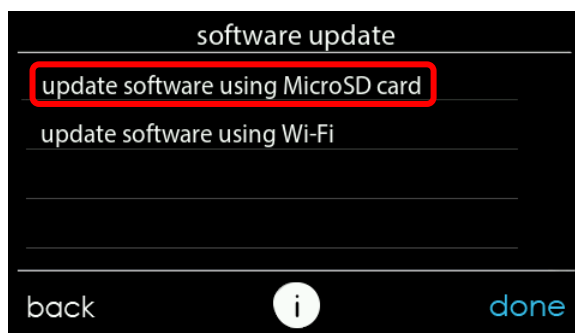 software update
update software using MicroSD card
update software using Wi-Fi
back i done